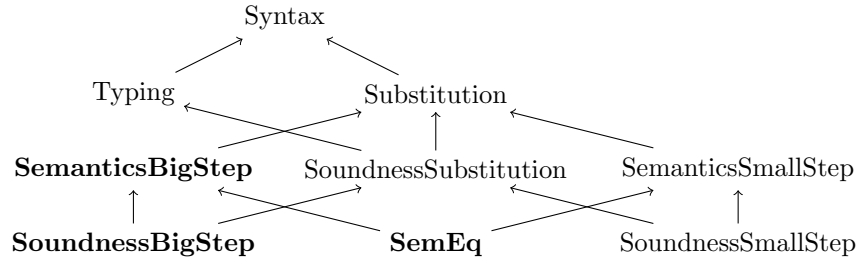 Syntax
Typing Substitution
SemanticsBigStep SoundnessSubstitution SemanticsSmallStep
SoundnessBigStep SemEq SoundnessSmallStep